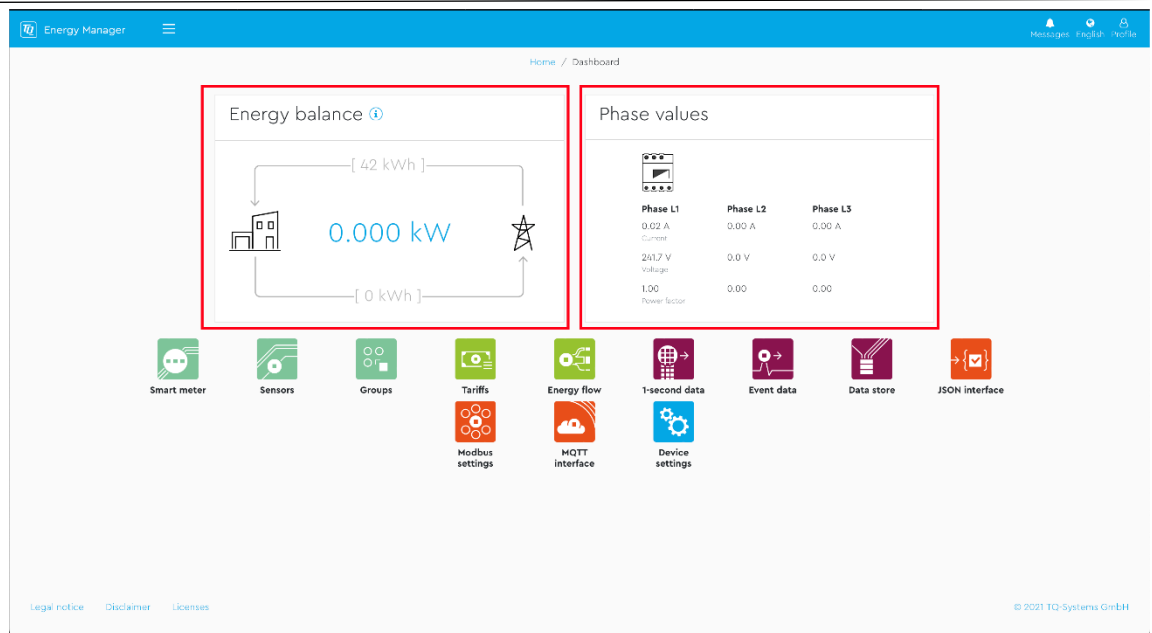 TQ Energy Manager
Messages English Profile
Home / Dashboard
Energy balance i
[ 42 kWh ]
0.000 kW
[ 0 kWh ]
Phase values
Phase L1 Phase L2 Phase L3
0.02 A 0.00 A 0.00 A
Current
241.7 V 0.0 V 0.0 V
Voltage
1.00 0.00 0.00
Power factor
Smart meter Sensors Groups Tariffs Energy flow 1-second data Event data Data store JSON interface
Modbus settings MQTT interface Device settings
Legal notice Disclaimer Licenses © 2021 TQ-Systems GmbH